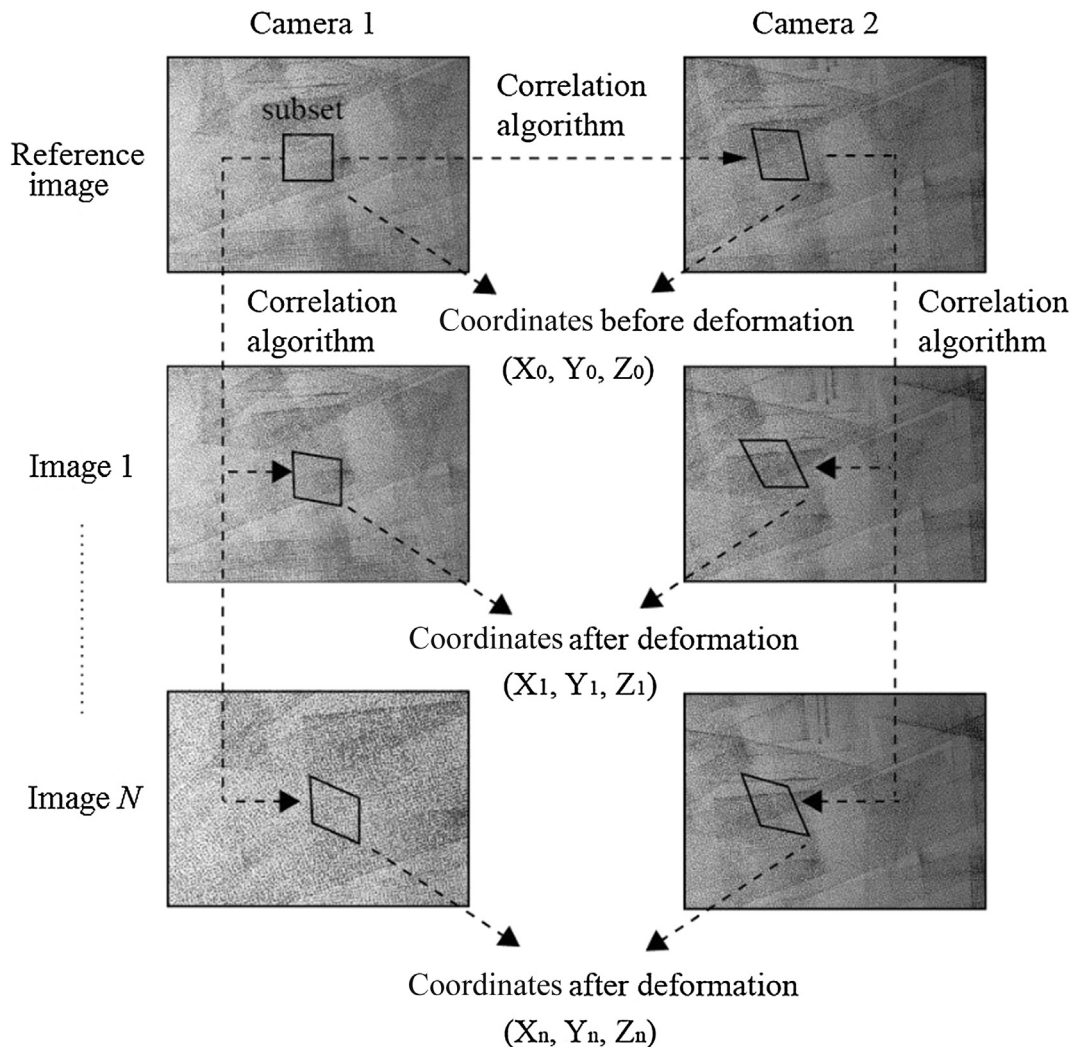 Camera 1
Camera 2
subset
Correlation
algorithm
Reference
image
Correlation
algorithm
Coordinates before deformation
(X₀, Y₀, Z₀)
Correlation
algorithm
Image 1
Coordinates after deformation
(X₁, Y₁, Z₁)
Image N
Coordinates after deformation
(Xₙ, Yₙ, Zₙ)